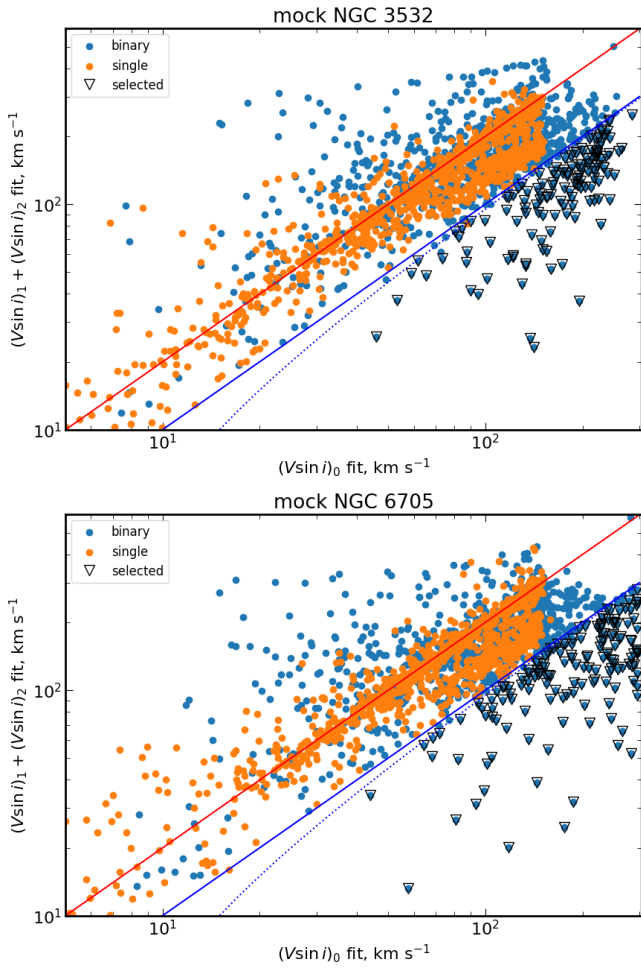 mock NGC 3532
binary
single
selected
10²
10¹
(V sin i)₁ + (V sin i)₂ fit, km s⁻¹
10¹
10²
(V sin i)₀ fit, km s⁻¹
mock NGC 6705
binary
single
selected
10²
10¹
(V sin i)₁ + (V sin i)₂ fit, km s⁻¹
10¹
10²
(V sin i)₀ fit, km s⁻¹